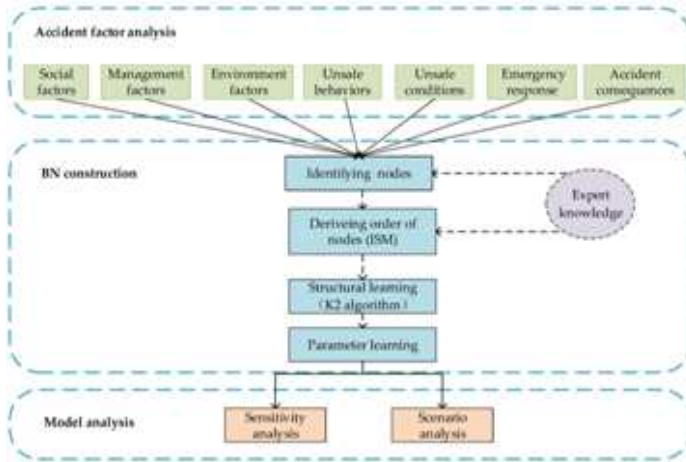 Accident factor analysis
Social factors
Management factors
Environment factors
Unsafe behaviors
Unsafe conditions
Emergency response
Accident consequences
BN construction
Identifying nodes
Expert knowledge
Deriveing order of nodes (ISM)
Structural learning (K2 algorithm)
Parameter learning
Model analysis
Sensitivity analysis
Scenario analysis